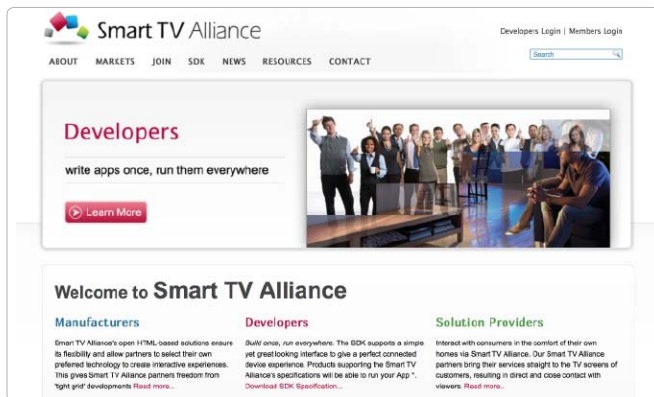 Smart TV Alliance
Developers Login | Members Login
Search
ABOUT MARKETS JOIN SDK NEWS RESOURCES CONTACT
Developers
write apps once, run them everywhere
Learn More
Welcome to Smart TV Alliance
Manufacturers
Smart TV Alliance's open HTML-based solutions ensure
its flexibility and allow partners to select their own
preferred technology to create interactive experiences.
This gives Smart TV Alliance partners freedom from
'tight grid' developments Read more...
Developers
Build once, run everywhere. The SDK supports a simple
yet great looking interface to give a perfect connected
device experience. Products supporting the Smart TV
Alliance's specifications will be able to run your App ".
Download SDK Specification...
Solution Providers
Interact with consumers in the comfort of their own
homes via Smart TV Alliance. Our Smart TV Alliance
partners bring their services straight to the TV screens of
customers, resulting in direct and close contact with
viewers. Read more...